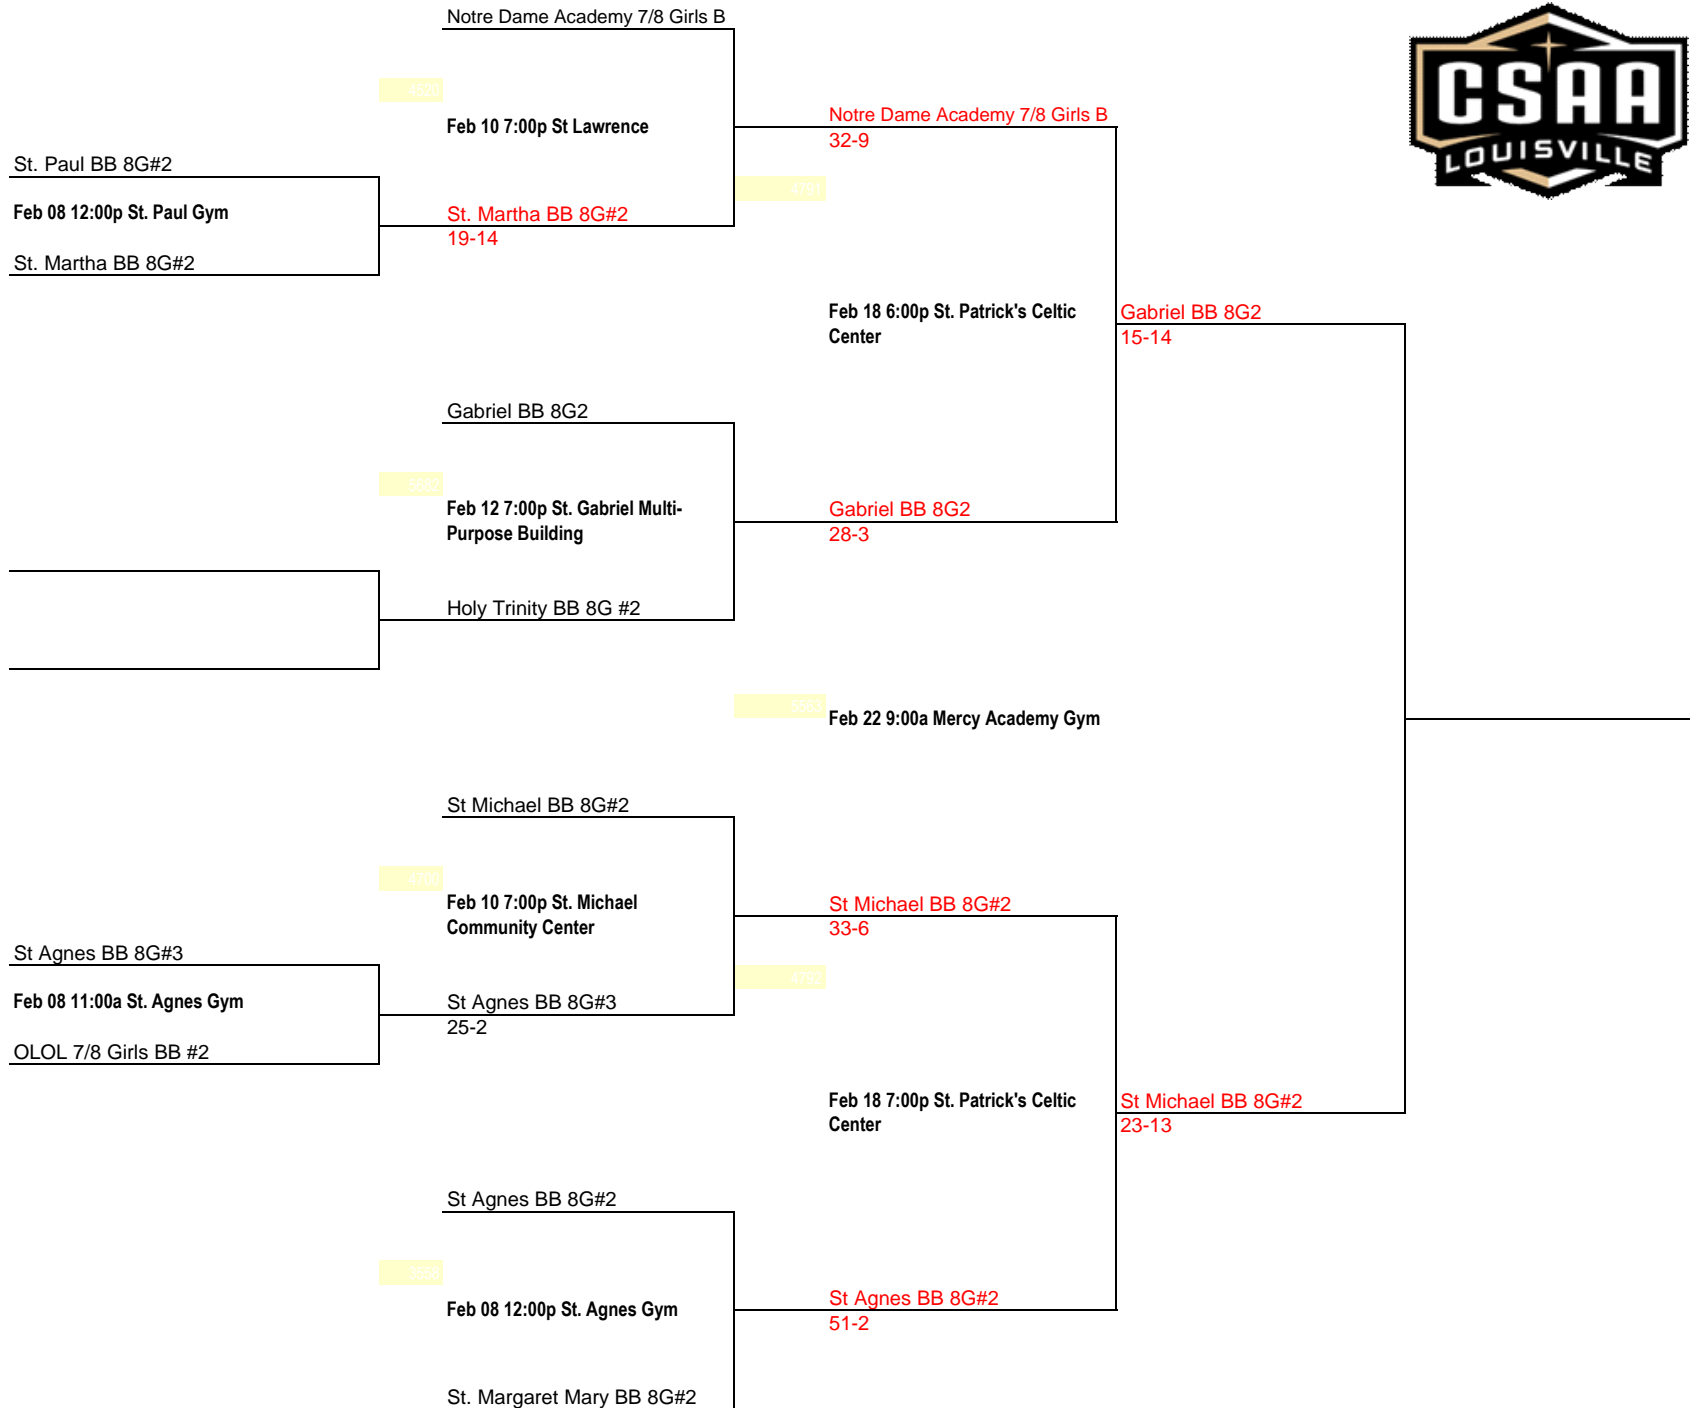 Notre Dame Academy 7/8 Girls B
CSAA
LOUISVILLE
Feb 10 7:00p St Lawrence
Notre Dame Academy 7/8 Girls B
32-9
St. Paul BB 8G#2
Feb 08 12:00p St. Paul Gym
St. Martha BB 8G#2
19-14
St. Martha BB 8G#2
Feb 18 6:00p St. Patrick's Celtic
Center
Gabriel BB 8G2
15-14
Gabriel BB 8G2
Feb 12 7:00p St. Gabriel Multi-
Purpose Building
Gabriel BB 8G2
28-3
Holy Trinity BB 8G #2
Feb 22 9:00a Mercy Academy Gym
St Michael BB 8G#2
Feb 10 7:00p St. Michael
Community Center
St Michael BB 8G#2
33-6
St Agnes BB 8G#3
Feb 08 11:00a St. Agnes Gym
St Agnes BB 8G#3
25-2
OLOL 7/8 Girls BB #2
Feb 18 7:00p St. Patrick's Celtic
Center
St Michael BB 8G#2
23-13
St Agnes BB 8G#2
Feb 08 12:00p St. Agnes Gym
St Agnes BB 8G#2
51-2
St. Margaret Mary BB 8G#2